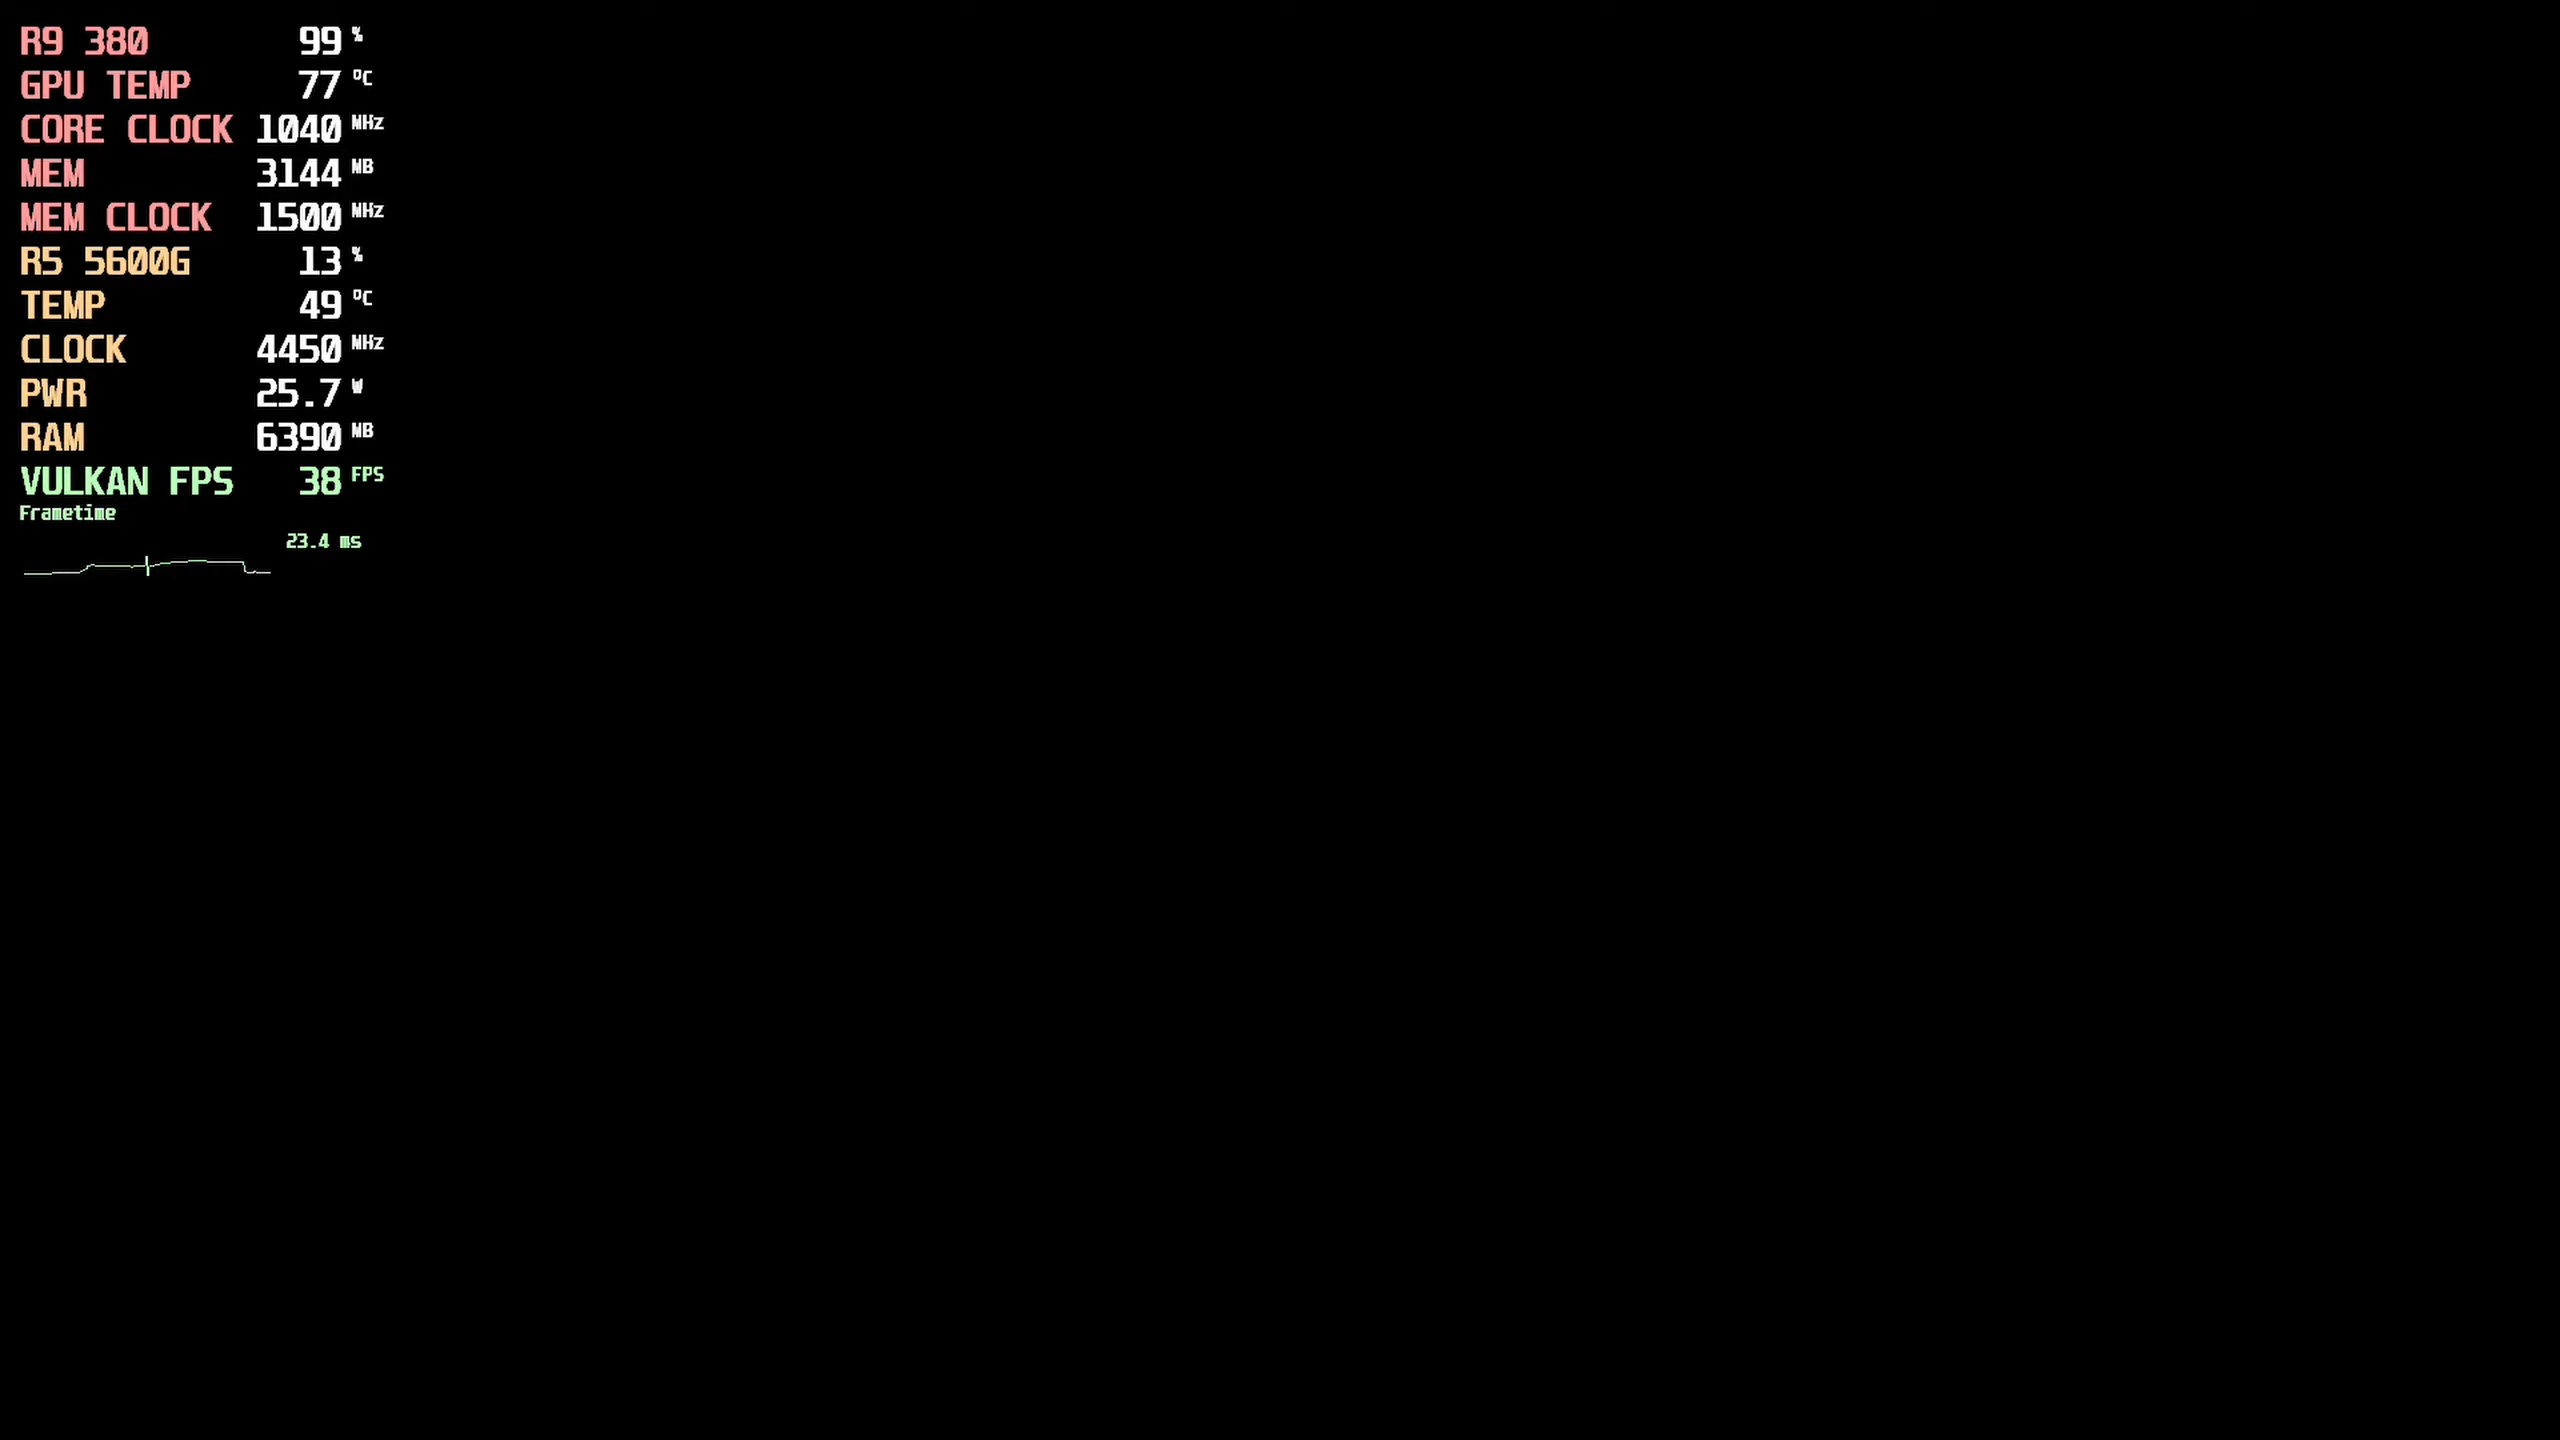 R9 380 99 %
GPU TEMP 77 °C
CORE CLOCK 1040 MHz
MEM 3144 MB
MEM CLOCK 1500 MHz
R5 5600G 13 %
TEMP 49 °C
CLOCK 4450 MHz
PWR 25.7 W
RAM 6390 MB
VULKAN FPS 38 FPS
Frametime
23.4 ms